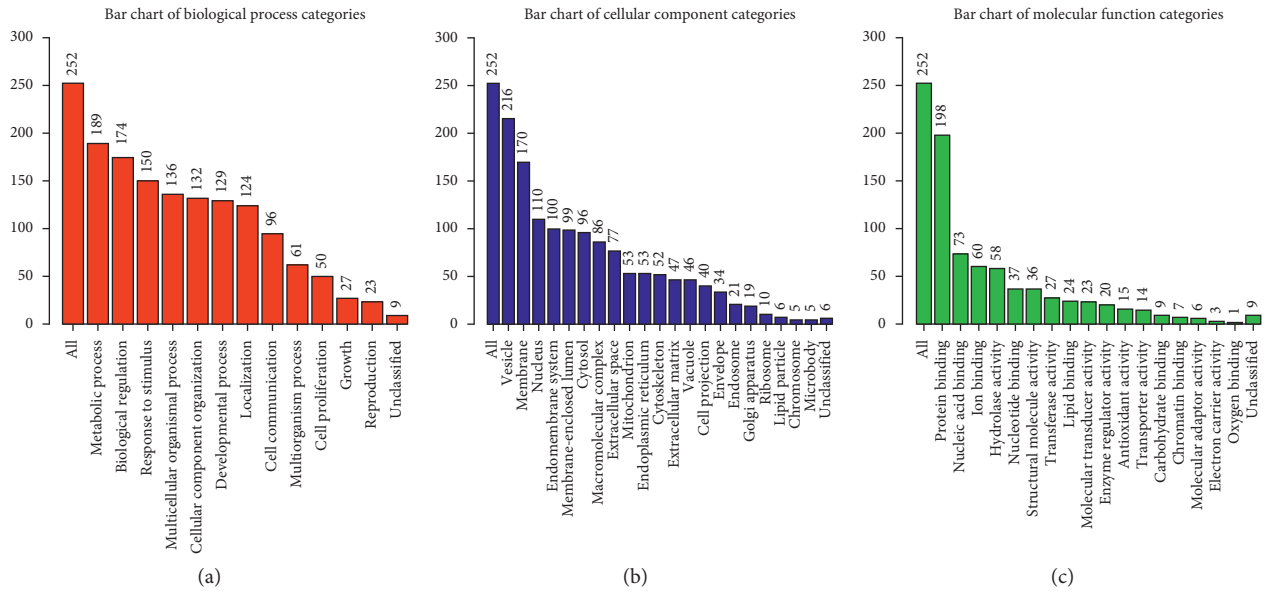 Bar chart of biological process categories
300
250
200
150
100
50
0
252
189
174
150
136
132
129
124
96
61
50
27
23
9
All
Metabolic process
Biological regulation
Response to stimulus
Multicellular organismal process
Cellular component organization
Developmental process
Localization
Cell communication
Multiorganism process
Cell proliferation
Growth
Reproduction
Unclassified
(a)
Bar chart of cellular component categories
300
250
200
150
100
50
0
252
216
170
110
100
99
96
86
77
53
53
52
47
46
40
34
21
19
10
6
5
5
6
All
Vesicle
Membrane
Nucleus
Endomembrane system
Membrane-enclosed lumen
Cytosol
Macromolecular complex
Extracellular space
Mitochondrion
Endoplasmic reticulum
Cytoskeleton
Extracellular matrix
Vacuole
Cell projection
Envelope
Endosome
Golgi apparatus
Ribosome
Lipid particle
Chromosome
Microbody
Unclassified
(b)
Bar chart of molecular function categories
300
250
200
150
100
50
0
252
198
73
60
58
37
36
27
24
23
20
15
14
9
7
6
3
1
9
All
Protein binding
Nucleic acid binding
Ion binding
Hydrolase activity
Nucleotide binding
Structural molecule activity
Transferase activity
Lipid binding
Molecular transducer activity
Enzyme regulator activity
Antioxidant activity
Transporter activity
Carbohydrate binding
Chromatin binding
Molecular adaptor activity
Electron carrier activity
Oxygen binding
Unclassified
(c)